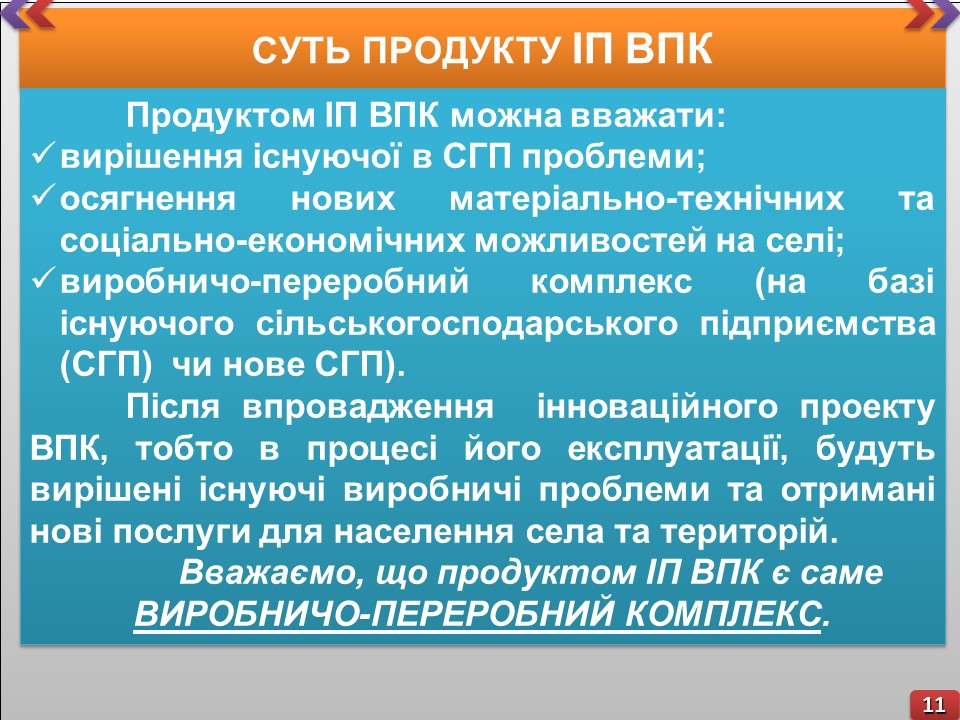 СУТЬ ПРОДУКТУ ІП ВПК
Продуктом ІП ВПК можна вважати:
✓ вирішення існуючої в СГП проблеми;
✓ осягнення нових матеріально-технічних та
соціально-економічних можливостей на селі;
✓ виробничо-переробний комплекс (на базі
існуючого сільськогосподарського підприємства
(СГП) чи нове СГП).
Після впровадження інноваційного проекту
ВПК, тобто в процесі його експлуатації, будуть
вирішені існуючі виробничі проблеми та отримані
нові послуги для населення села та територій.
Вважаємо, що продуктом ІП ВПК є саме
ВИРОБНИЧО-ПЕРЕРОБНИЙ КОМПЛЕКС.
11